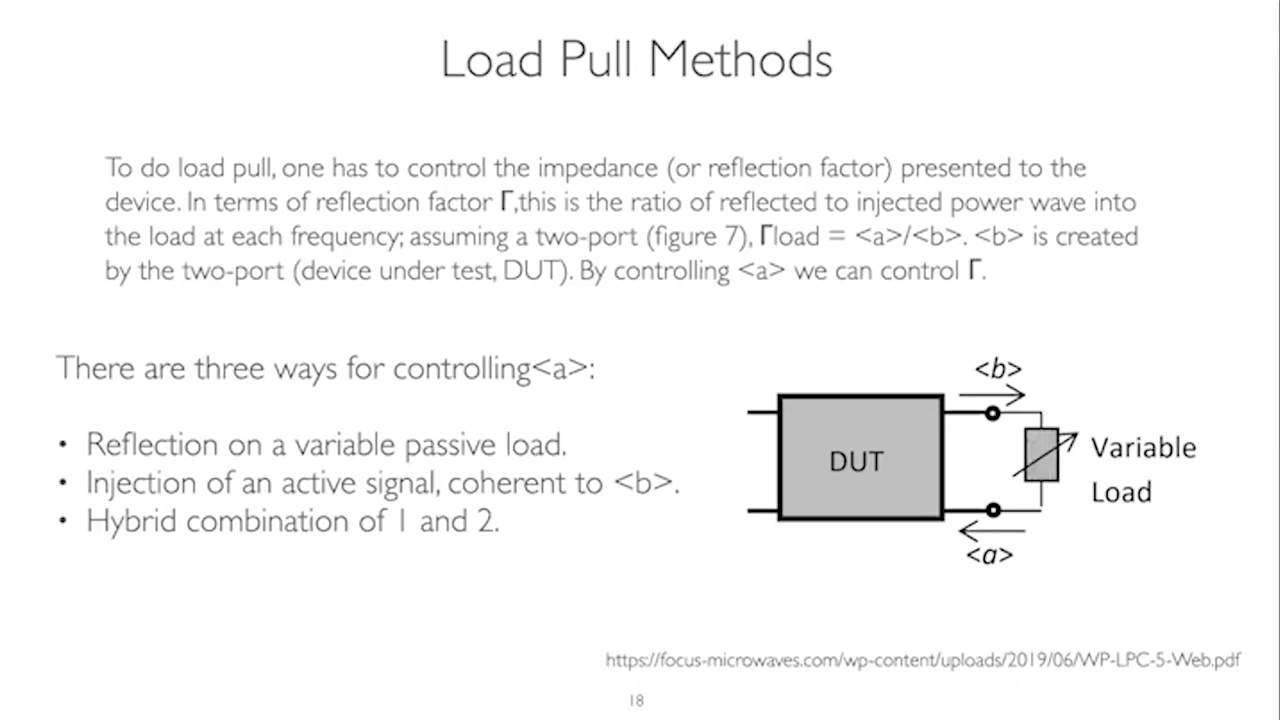 Load Pull Methods
To do load pull, one has to control the impedance (or reflection factor) presented to the
device. In terms of reflection factor Γ,this is the ratio of reflected to injected power wave into
the load at each frequency; assuming a two-port (figure 7), Γload = <a>/<b>. <b> is created
by the two-port (device under test, DUT). By controlling <a> we can control Γ.
There are three ways for controlling<a>:
• Reflection on a variable passive load.
• Injection of an active signal, coherent to <b>.
• Hybrid combination of 1 and 2.
<b>
DUT
Variable
Load
<a>
https://focus-microwaves.com/wp-content/uploads/2019/06/WP-LPC-5-Web.pdf
18